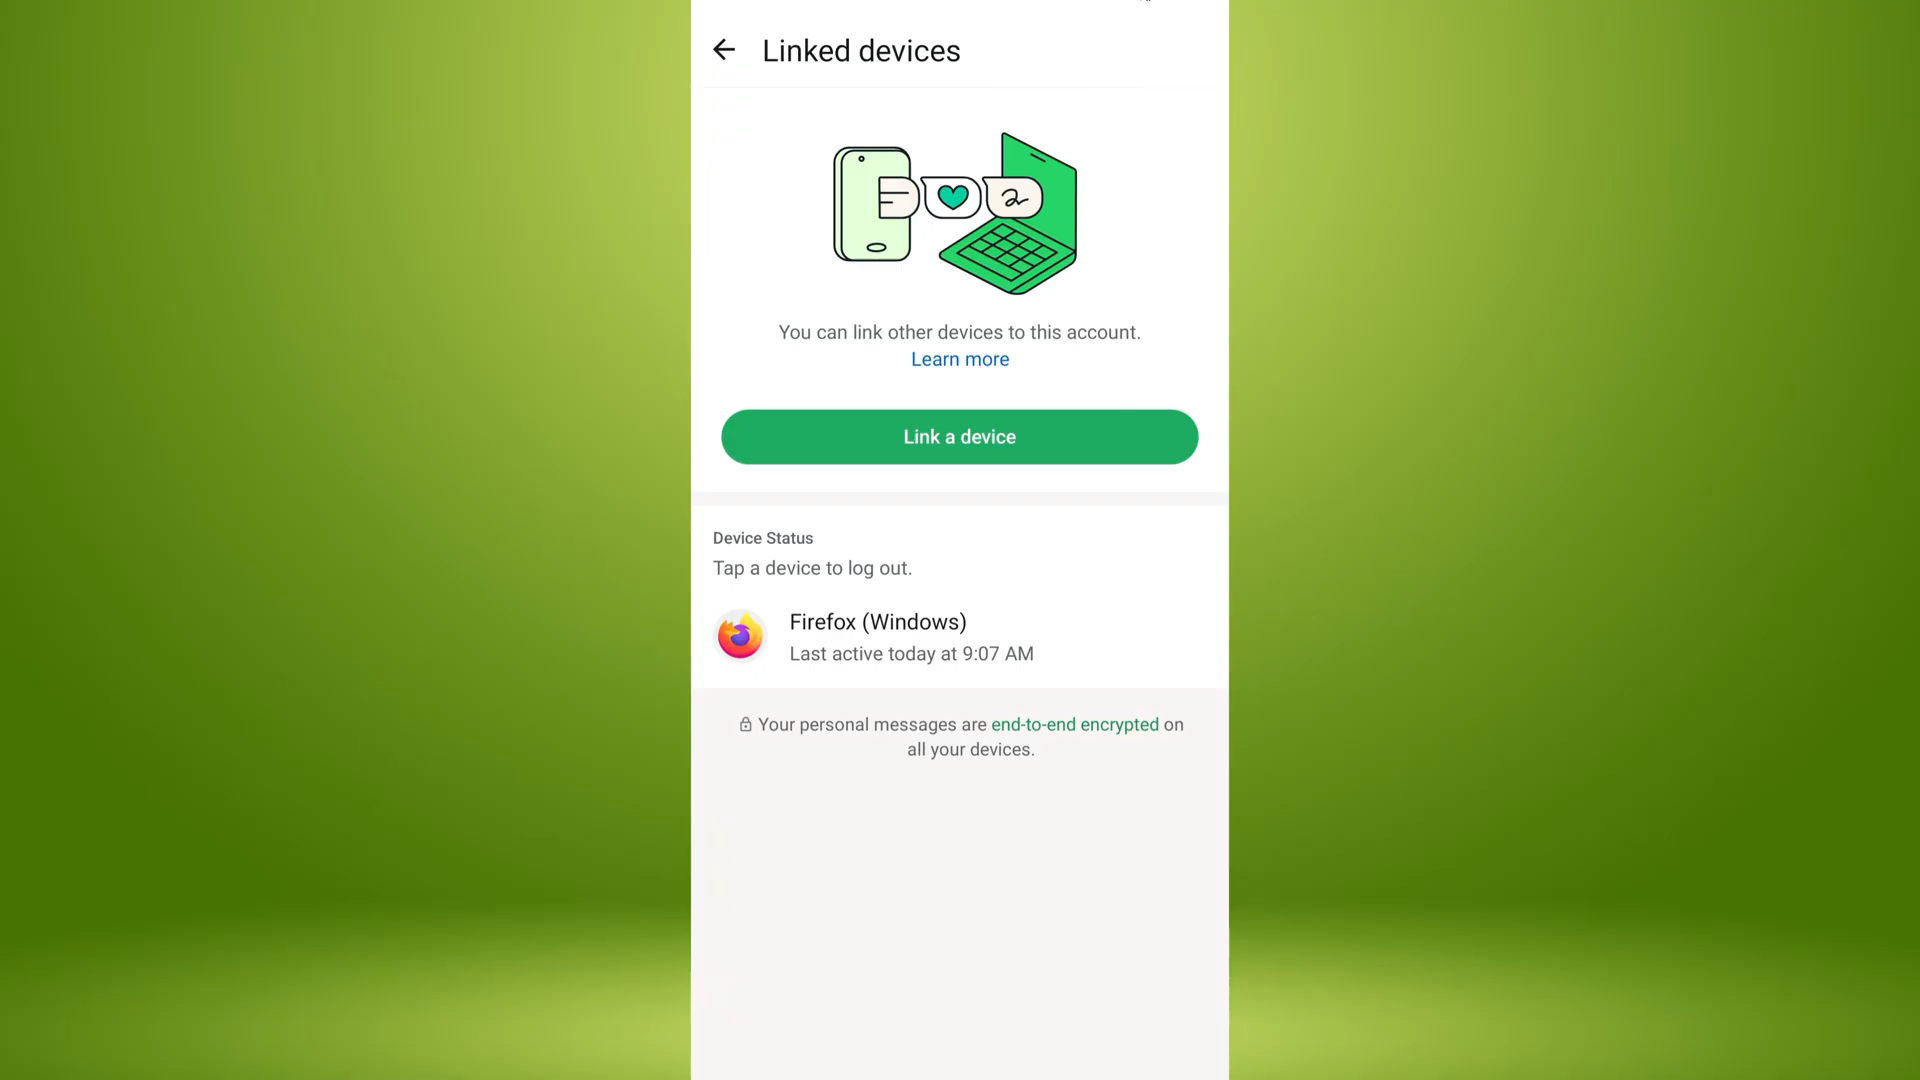 Linked devices
You can link other devices to this account.
Learn more
Link a device
Device Status
Tap a device to log out.
Firefox (Windows)
Last active today at 9:07 AM
Your personal messages are end-to-end encrypted on
all your devices.